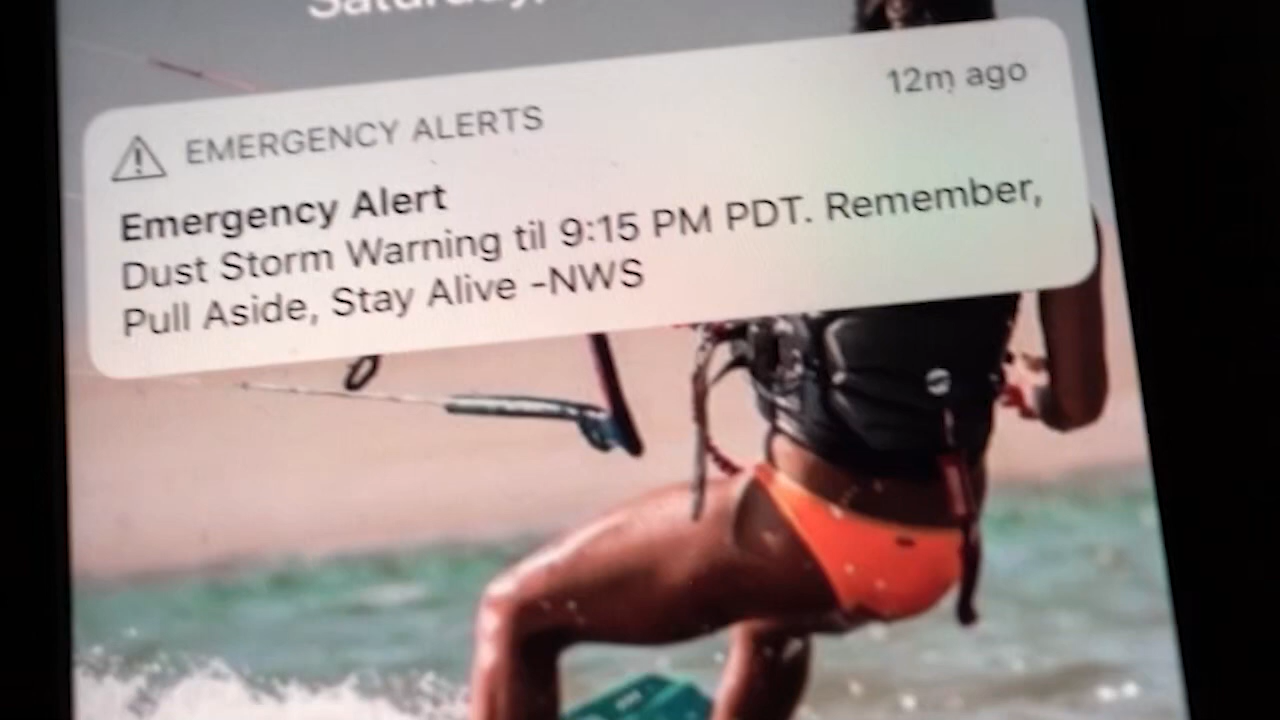 Saturday,
12m ago
EMERGENCY ALERTS
Emergency Alert
Dust Storm Warning til 9:15 PM PDT. Remember,
Pull Aside, Stay Alive -NWS